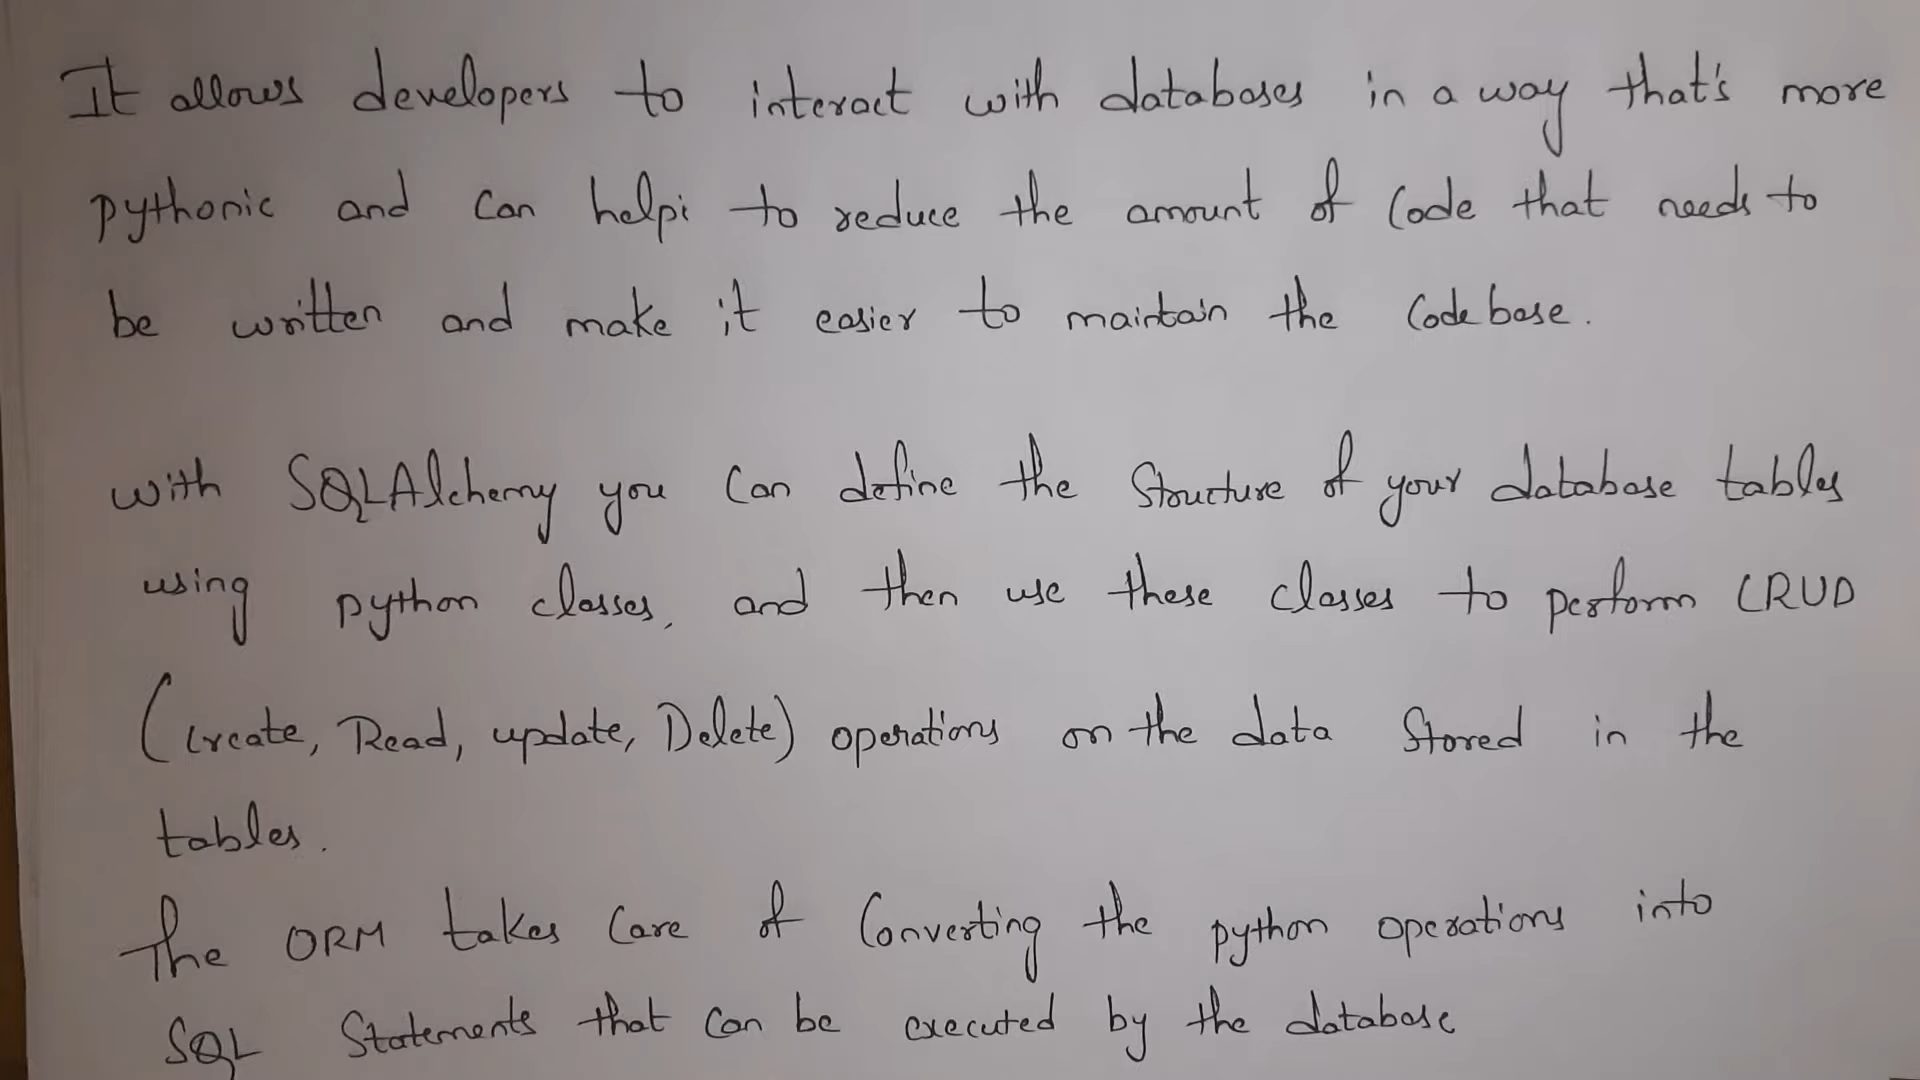 It allows developers to interact with databases in a way that's more
pythonic and can helpi to reduce the amount of code that needs to
be written and make it easier to maintain the codebase.
with SQLAlchemy you can define the structure of your database tables
using python classes, and then use these classes to perform CRUD
(create, Read, update, Delete) operations on the data stored in the
tables.
The ORM takes care of converting the python operations into
SQL statements that can be executed by the database